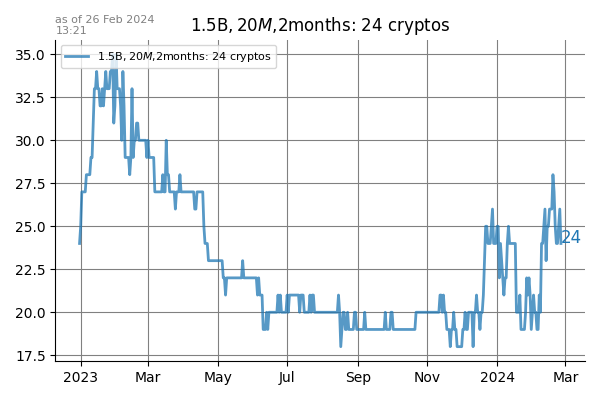 as of 26 Feb 2024
13:21
1.5B, 20M,2months: 24 cryptos
1.5B, 20M,2months: 24 cryptos
35.0
32.5
30.0
27.5
25.0
22.5
20.0
17.5
24
2023 Mar May Jul Sep Nov 2024 Mar